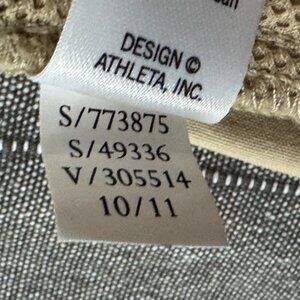 DESIGN ©
ATHLETA, INC.
S/773875
S/49336
V/305514
10/11